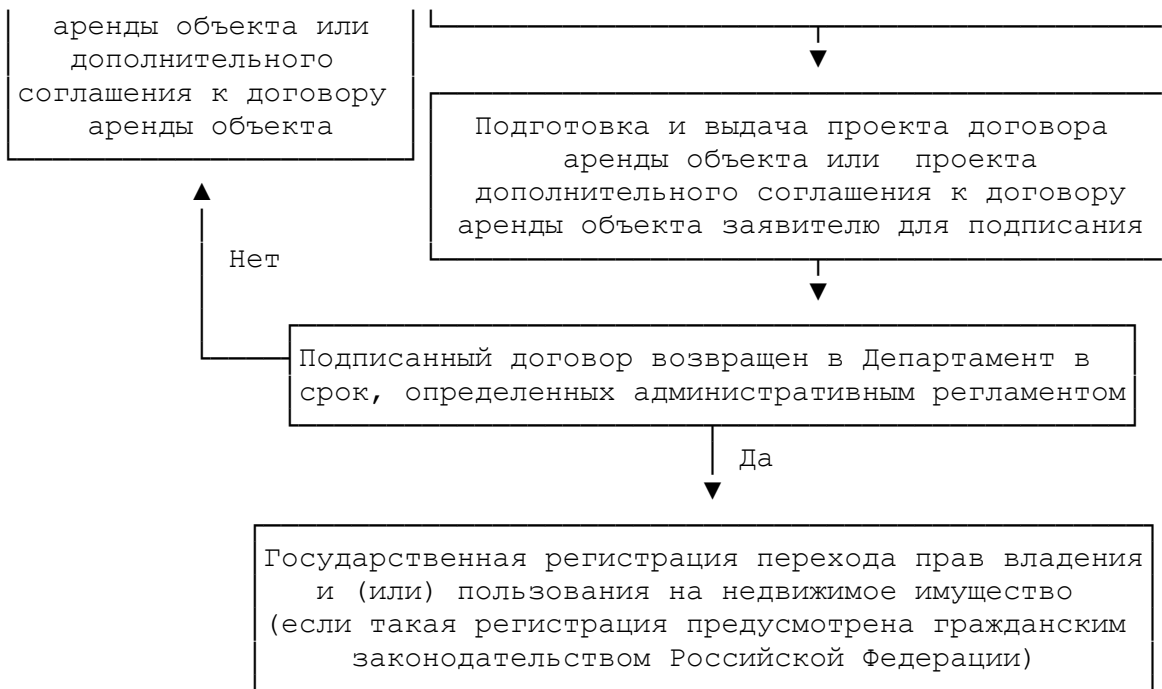 аренды объекта или
дополнительного
соглашения к договору
аренды объекта
Подготовка и выдача проекта договора
аренды объекта или проекта
дополнительного соглашения к договору
аренды объекта заявителю для подписания
Нет
Подписанный договор возвращен в Департамент в
срок, определенных административным регламентом
Да
Государственная регистрация перехода прав владения
и (или) пользования на недвижимое имущество
(если такая регистрация предусмотрена гражданским
законодательством Российской Федерации)